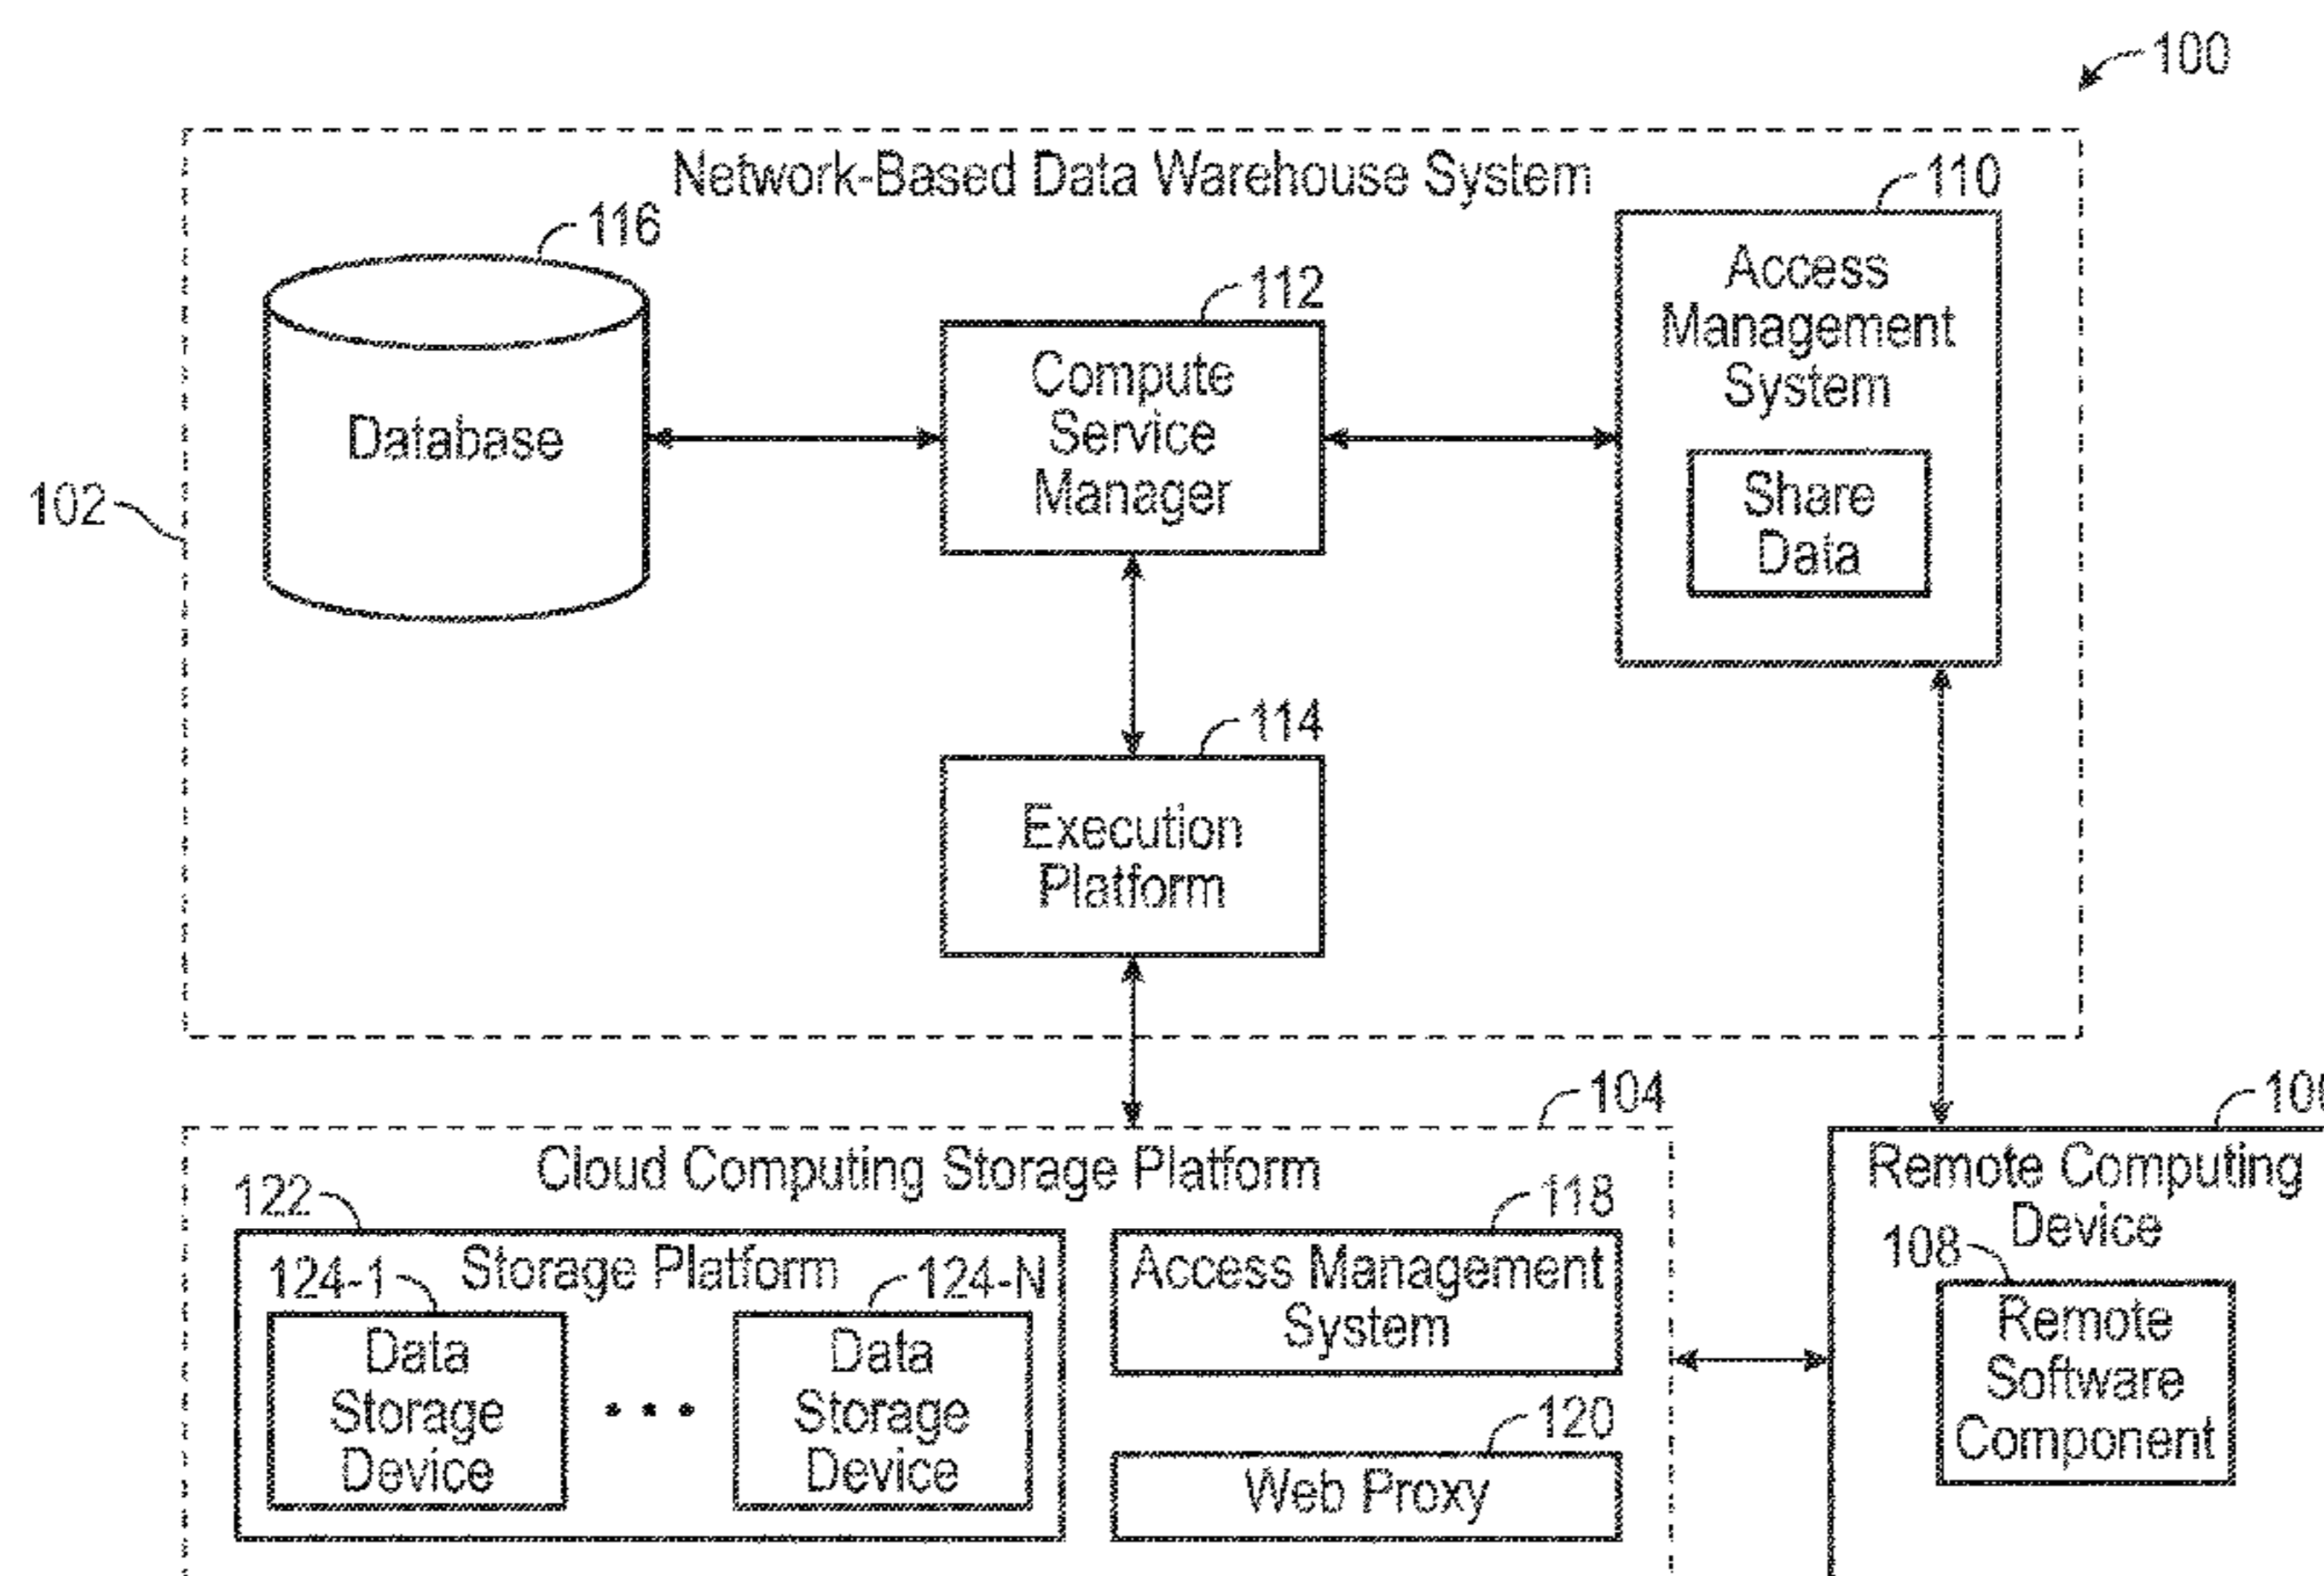 100
Network-Based Data Warehouse System
110
116
112
Access
Management
System
Compute
Service
Manager
Database
Share
Data
102
114
Execution
Platform
104
Cloud Computing Storage Platform
Remote Computing
Device
122
118
108
Storage Platform
124-1
124-N
Access Management
System
Data
Storage
Device
Data
Storage
Device
Remote
Software
Component
120
Web Proxy